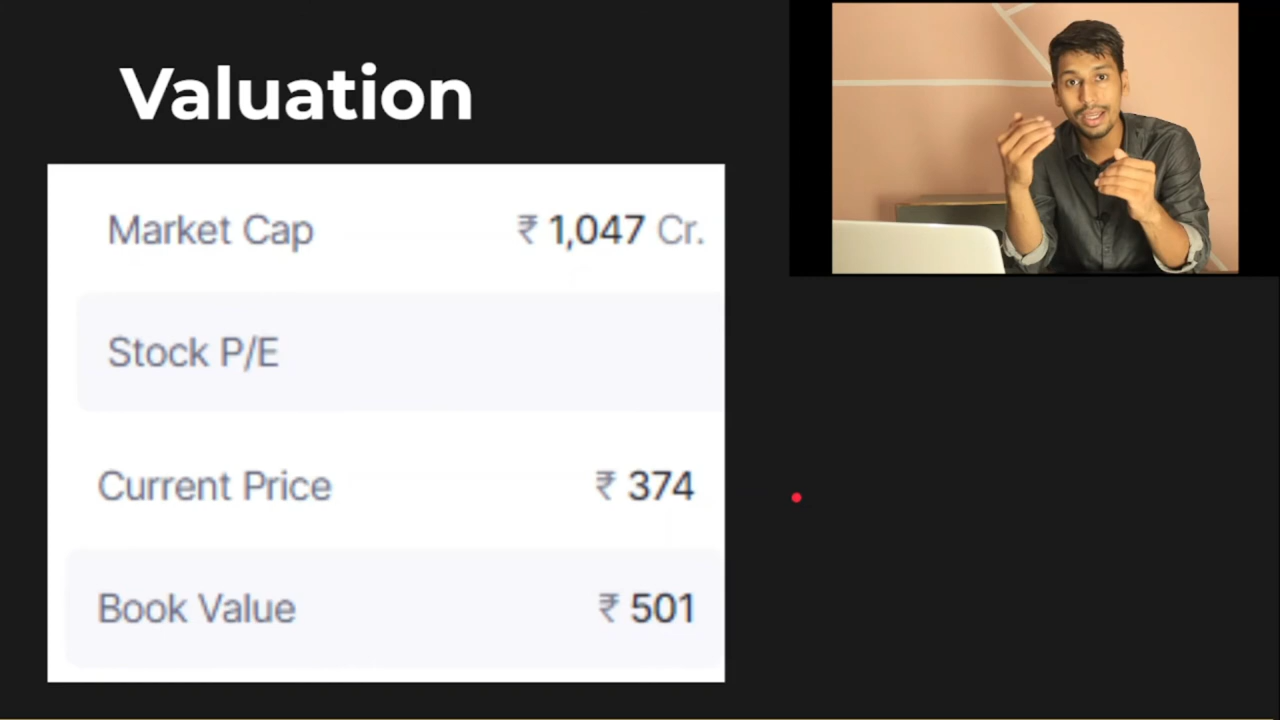 Valuation
Market Cap ₹ 1,047 Cr.
Stock P/E
Current Price ₹ 374
Book Value ₹ 501